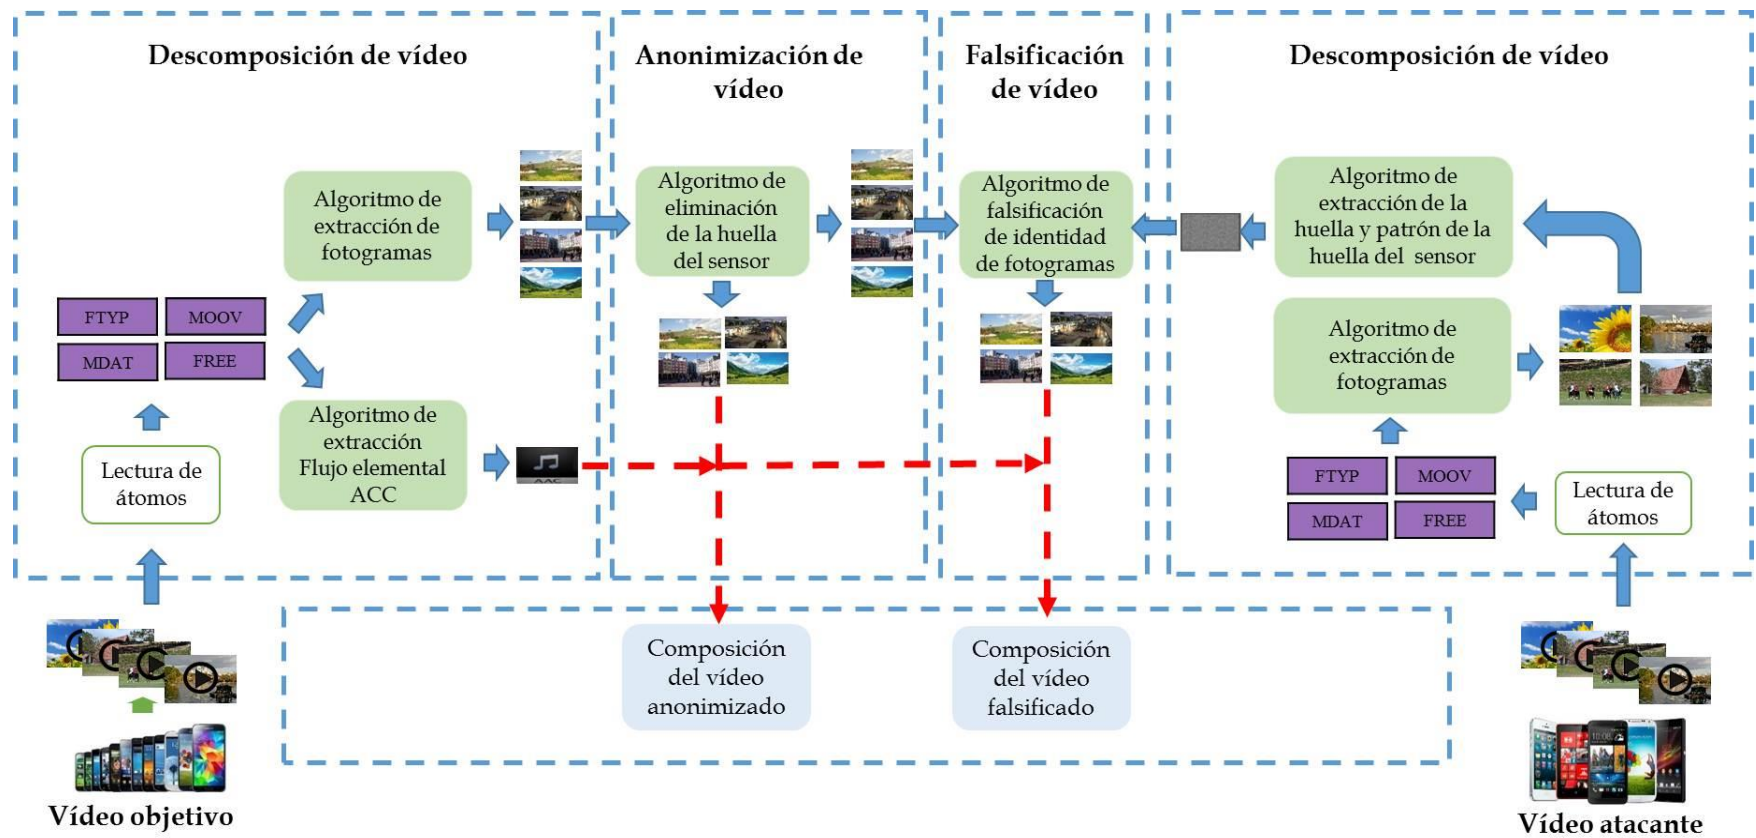 Descomposición de vídeo
Algoritmo de
extracción de
fotogramas
FTYP
MOOV
MDAT
FREE
Algoritmo de
extracción
Flujo elemental
ACC
AAC
Lectura de
átomos
Vídeo objetivo
Anonimización de
vídeo
Algoritmo de
eliminación
de la huella
del sensor
Falsificación
de vídeo
Algoritmo de
falsificación
de identidad
de fotogramas
Descomposición de vídeo
Algoritmo de
extracción de la
huella y patrón de la
huella del sensor
Algoritmo de
extracción de
fotogramas
FTYP
MOOV
MDAT
FREE
Lectura de
átomos
Composición
del vídeo
anonimizado
Composición
del vídeo
falsificado
Vídeo atacante